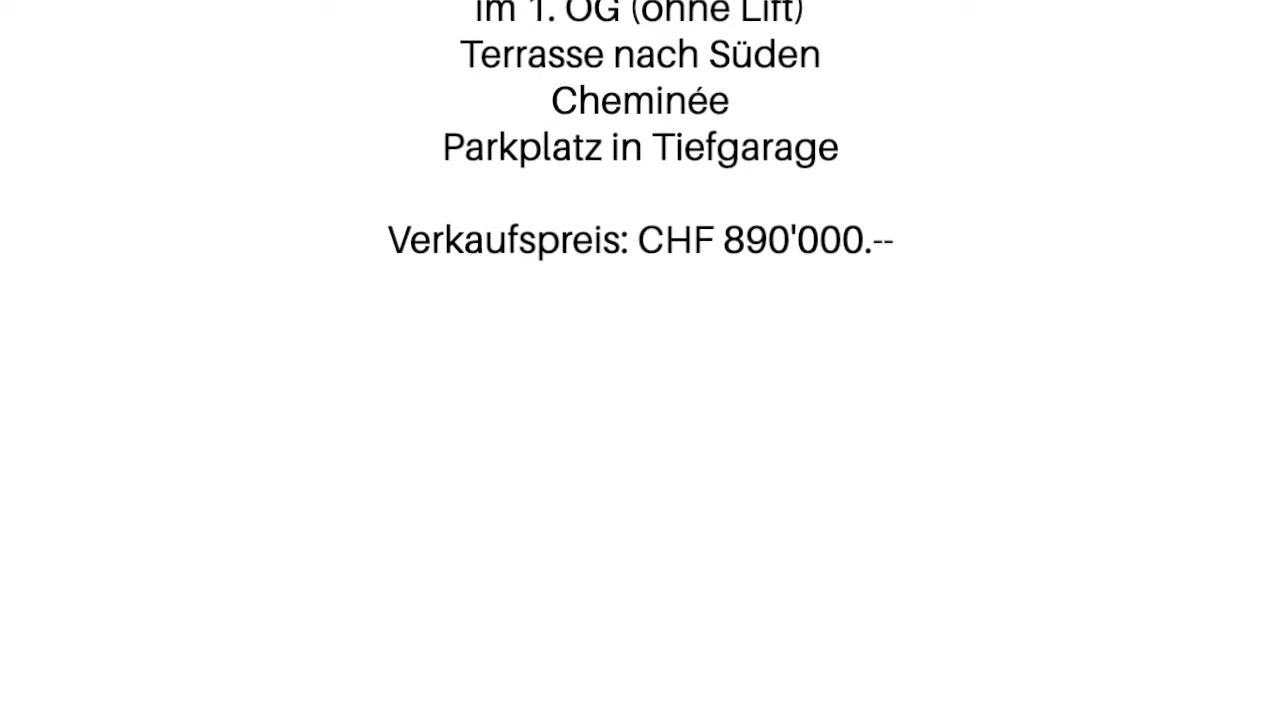 im 1. OG (ohne Lift)
Terrasse nach Süden
Cheminée
Parkplatz in Tiefgarage
Verkaufspreis: CHF 890'000.--